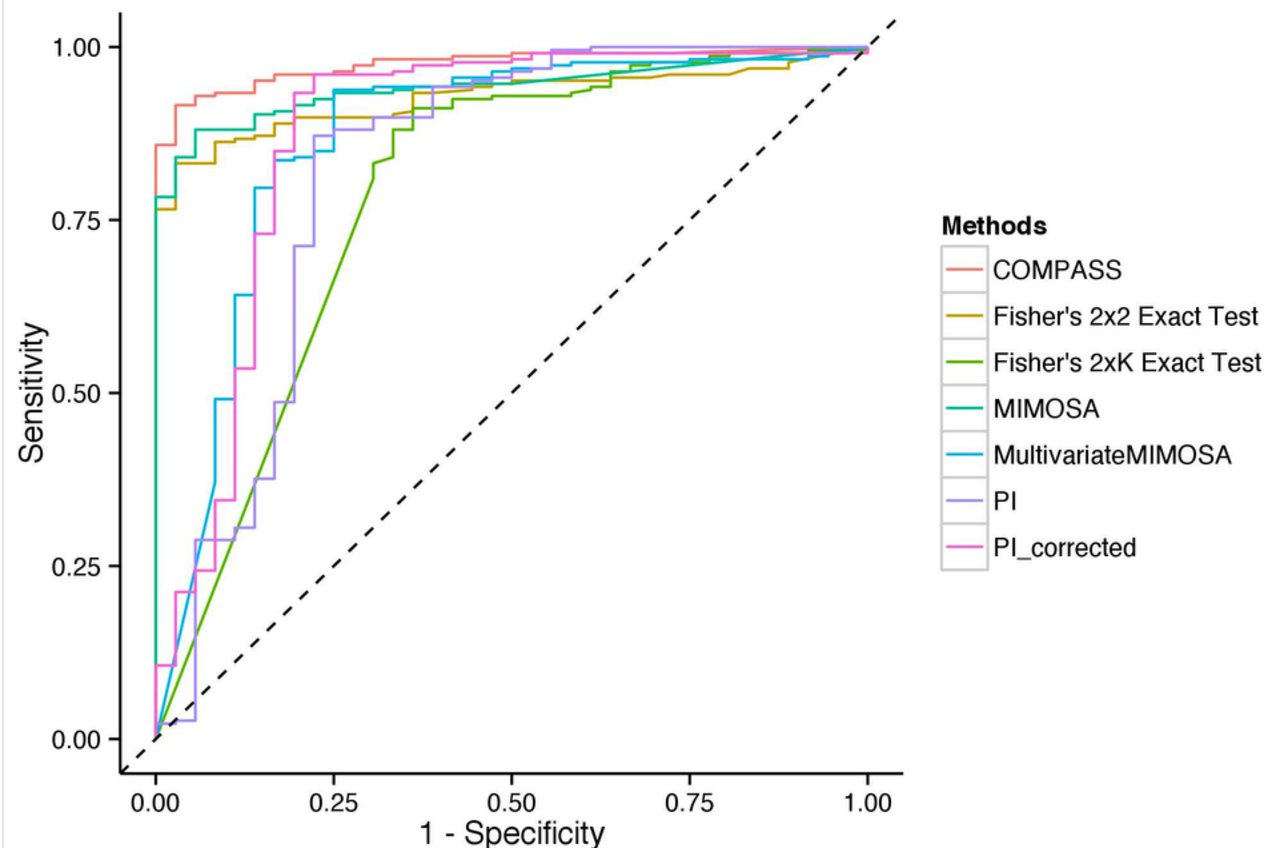 1.00
0.75
0.50
0.25
0.00
Sensitivity
0.00 0.25 0.50 0.75 1.00
1 - Specificity
Methods
COMPASS
Fisher's 2x2 Exact Test
Fisher's 2xK Exact Test
MIMOSA
MultivariateMIMOSA
PI
PI_corrected